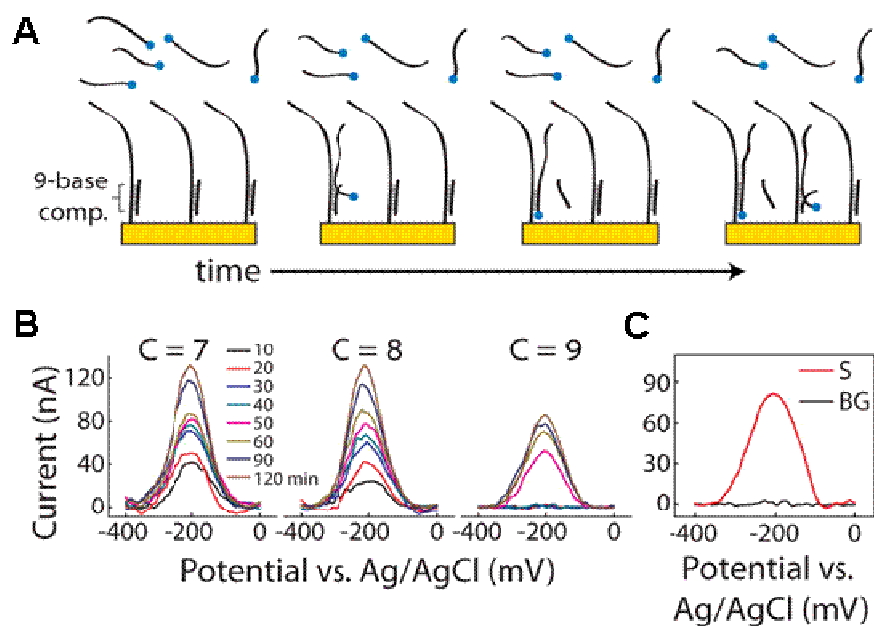 A
9-base
comp.
time
B
C
C = 7
C = 8
C = 9
10
20
30
40
50
60
90
120 min
S
BG
Current (nA)
120
80
40
0
90
60
30
0
-400
-200
0
-400
-200
0
-400
-200
0
-400
-200
0
Potential vs. Ag/AgCl (mV)
Potential vs.
Ag/AgCl (mV)